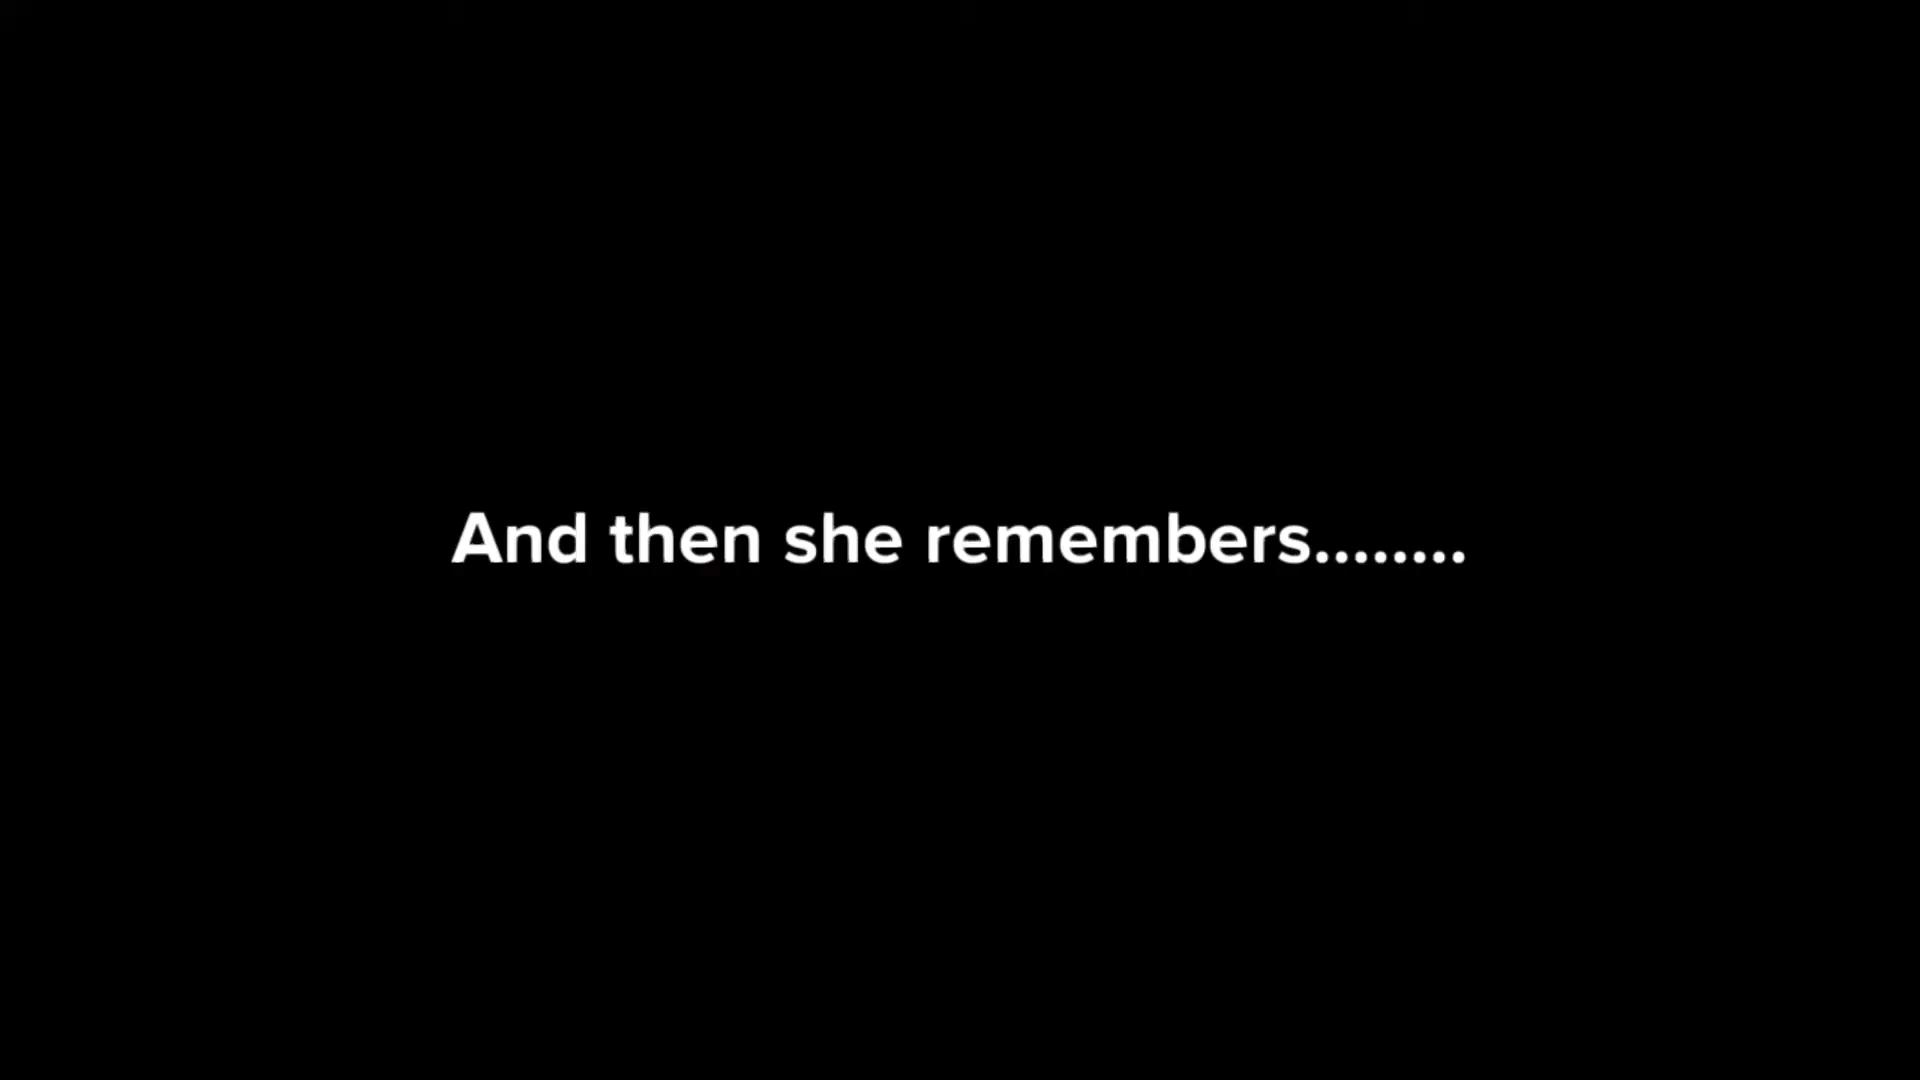 And then she remembers........